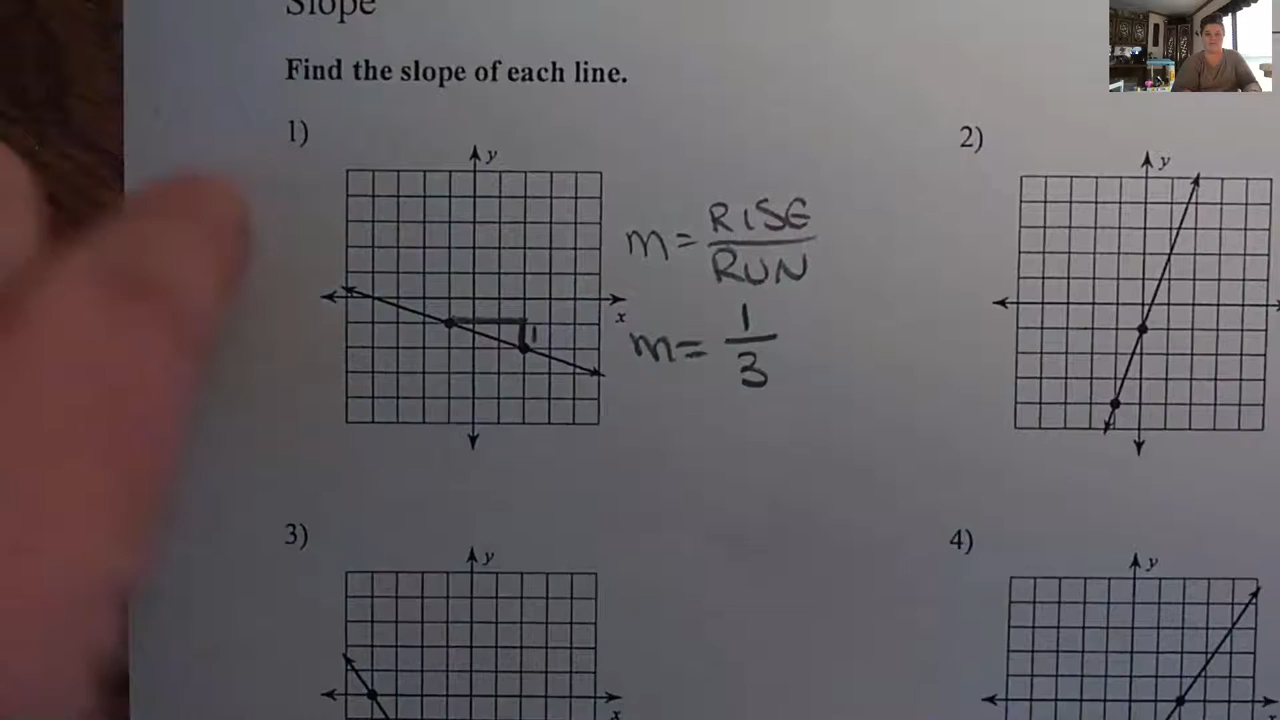 Slope
Find the slope of each line.
1)
y
x
m = RISE / RUN
1
m = 1 / 3
2)
y
3)
y
x
4)
y